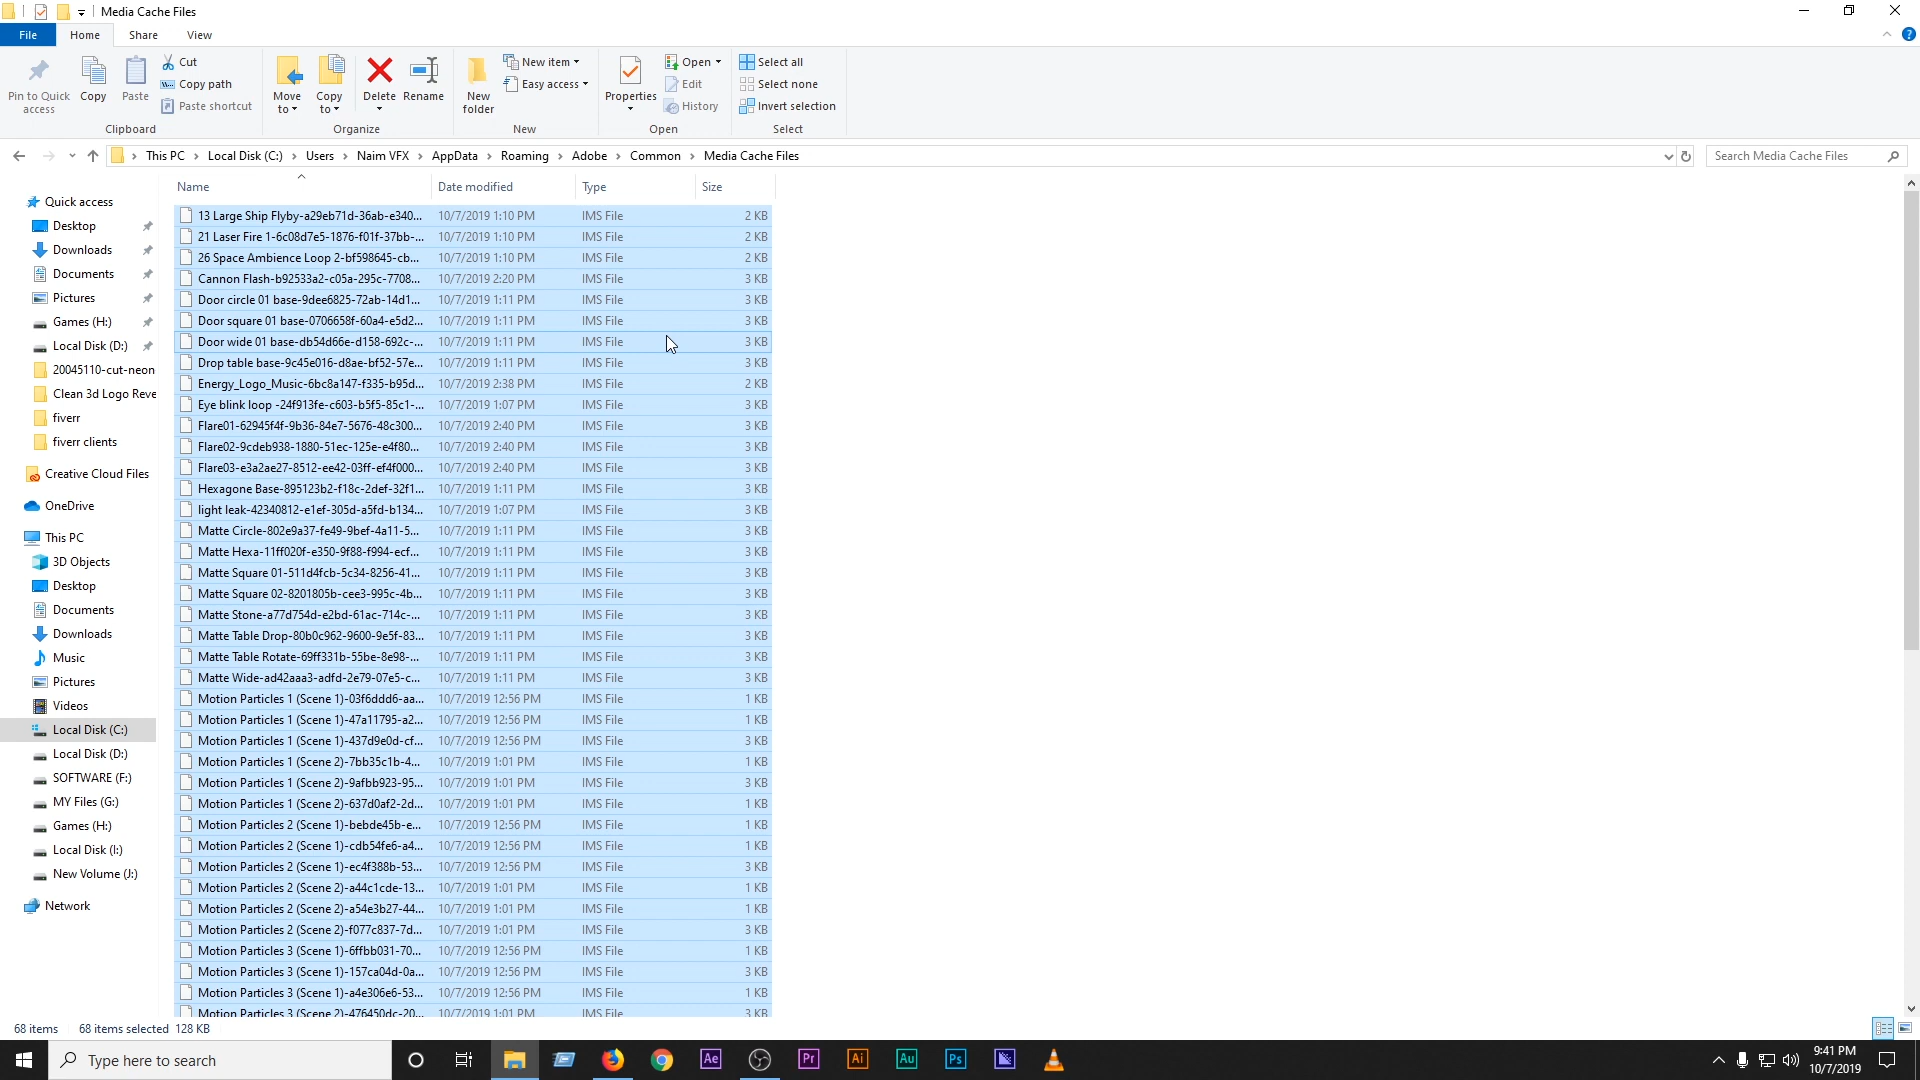 Media Cache Files
File
Home
Share
View
Pin to Quick access
Copy
Paste
Cut
Copy path
Paste shortcut
Clipboard
Move to
Copy to
Delete
Rename
Organize
New folder
New item
Easy access
New
Properties
Open
Edit
History
Open
Select all
Select none
Invert selection
Select
This PC > Local Disk (C:) > Users > Naim VFX > AppData > Roaming > Adobe > Common > Media Cache Files
Search Media Cache Files
Quick access
Desktop
Downloads
Documents
Pictures
Games (H:)
Local Disk (D:)
20045110-cut-neon
Clean 3d Logo Reve
fiverr
fiverr clients
Creative Cloud Files
OneDrive
This PC
3D Objects
Desktop
Documents
Downloads
Music
Pictures
Videos
Local Disk (C:)
Local Disk (D:)
SOFTWARE (F:)
MY Files (G:)
Games (H:)
Local Disk (I:)
New Volume (J:)
Network
Name Date modified Type Size
13 Large Ship Flyby-a29eb71d-36ab-e340... 10/7/2019 1:10 PM IMS File 2 KB
21 Laser Fire 1-6c08d7e5-1876-f01f-37bb-... 10/7/2019 1:10 PM IMS File 2 KB
26 Space Ambience Loop 2-bf598645-cb... 10/7/2019 1:10 PM IMS File 2 KB
Cannon Flash-b92533a2-c05a-295c-7708... 10/7/2019 2:20 PM IMS File 3 KB
Door circle 01 base-9dee6825-72ab-14d1... 10/7/2019 1:11 PM IMS File 3 KB
Door square 01 base-0706658f-60a4-e5d2... 10/7/2019 1:11 PM IMS File 3 KB
Door wide 01 base-db54d66e-d158-692c-... 10/7/2019 1:11 PM IMS File 3 KB
Drop table base-9c45e016-d8ae-bf52-57e... 10/7/2019 1:11 PM IMS File 3 KB
Energy_Logo_Music-6bc8a147-f335-b95d... 10/7/2019 2:38 PM IMS File 2 KB
Eye blink loop -24f913fe-c603-b5f5-85c1-... 10/7/2019 1:07 PM IMS File 3 KB
Flare01-62945f4f-9b36-84e7-5676-48c300... 10/7/2019 2:40 PM IMS File 3 KB
Flare02-9cdeb938-1880-51ec-125e-e4f80... 10/7/2019 2:40 PM IMS File 3 KB
Flare03-e3a2ae27-8512-ee42-03ff-ef4f000... 10/7/2019 2:40 PM IMS File 3 KB
Hexagone Base-895123b2-f18c-2def-32f1... 10/7/2019 1:11 PM IMS File 3 KB
light leak-42340812-e1ef-305d-a5fd-b134... 10/7/2019 1:07 PM IMS File 3 KB
Matte Circle-802e9a37-fe49-9bef-4a11-5... 10/7/2019 1:11 PM IMS File 3 KB
Matte Hexa-11ff020f-e350-9f88-f994-ecf... 10/7/2019 1:11 PM IMS File 3 KB
Matte Square 01-511d4fcb-5c34-8256-41... 10/7/2019 1:11 PM IMS File 3 KB
Matte Square 02-8201805b-cee3-995c-4b... 10/7/2019 1:11 PM IMS File 3 KB
Matte Stone-a77d754d-e2bd-61ac-714c-... 10/7/2019 1:11 PM IMS File 3 KB
Matte Table Drop-80b0c962-9600-9e5f-83... 10/7/2019 1:11 PM IMS File 3 KB
Matte Table Rotate-69ff331b-55be-8e98-... 10/7/2019 1:11 PM IMS File 3 KB
Matte Wide-ad42aaa3-adfd-2e79-07e5-c... 10/7/2019 1:11 PM IMS File 3 KB
Motion Particles 1 (Scene 1)-03f6ddd6-aa... 10/7/2019 12:56 PM IMS File 1 KB
Motion Particles 1 (Scene 1)-47a11795-a2... 10/7/2019 12:56 PM IMS File 1 KB
Motion Particles 1 (Scene 1)-437d9e0d-cf... 10/7/2019 12:56 PM IMS File 3 KB
Motion Particles 1 (Scene 2)-7bb35c1b-4... 10/7/2019 1:01 PM IMS File 1 KB
Motion Particles 1 (Scene 2)-9afbb923-95... 10/7/2019 1:01 PM IMS File 3 KB
Motion Particles 1 (Scene 2)-637d0af2-2d... 10/7/2019 1:01 PM IMS File 1 KB
Motion Particles 2 (Scene 1)-bebde45b-e... 10/7/2019 12:56 PM IMS File 1 KB
Motion Particles 2 (Scene 1)-cdb54fe6-a4... 10/7/2019 12:56 PM IMS File 1 KB
Motion Particles 2 (Scene 1)-ec4f388b-53... 10/7/2019 12:56 PM IMS File 3 KB
Motion Particles 2 (Scene 2)-a44c1cde-13... 10/7/2019 1:01 PM IMS File 1 KB
Motion Particles 2 (Scene 2)-a54e3b27-44... 10/7/2019 1:01 PM IMS File 1 KB
Motion Particles 2 (Scene 2)-f077c837-7d... 10/7/2019 1:01 PM IMS File 3 KB
Motion Particles 3 (Scene 1)-6ffbb031-70... 10/7/2019 12:56 PM IMS File 1 KB
Motion Particles 3 (Scene 1)-157ca04d-0a... 10/7/2019 12:56 PM IMS File 3 KB
Motion Particles 3 (Scene 1)-a4e306e6-53... 10/7/2019 12:56 PM IMS File 1 KB
Motion Particles 3 (Scene 2)-476450dc-20... 10/7/2019 1:01 PM IMS File 3 KB
68 items 68 items selected 128 KB
Type here to search
Ae
Pr
Ai
Au
Ps
9:41 PM
10/7/2019